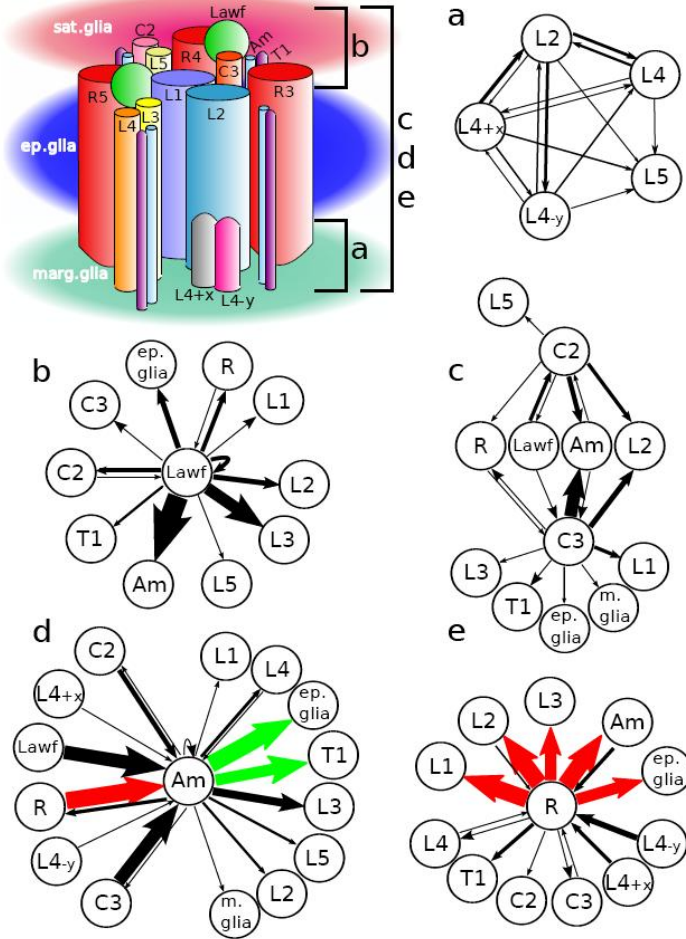 sat.glia
C2
R4
Lawf
Am
T1
L5
C3
R5
L1
R3
L4
L3
L2
ep.glia
marg.glia
L4+x
L4-y
b
c
d
e
a
a
L2
L4
L4+x
L5
L4-y
b
ep.
glia
R
C3
L1
C2
Lawf
L2
T1
L3
Am
L5
c
L5
C2
R
Lawf
Am
L2
C3
L3
L1
T1
ep.
glia
m.
glia
d
C2
L1
L4
L4+x
ep.
glia
Lawf
T1
Am
R
L3
L4-y
L5
C3
L2
m.
glia
e
L3
L2
Am
L1
ep.
glia
R
L4
L4-y
T1
L4+x
C2
C3